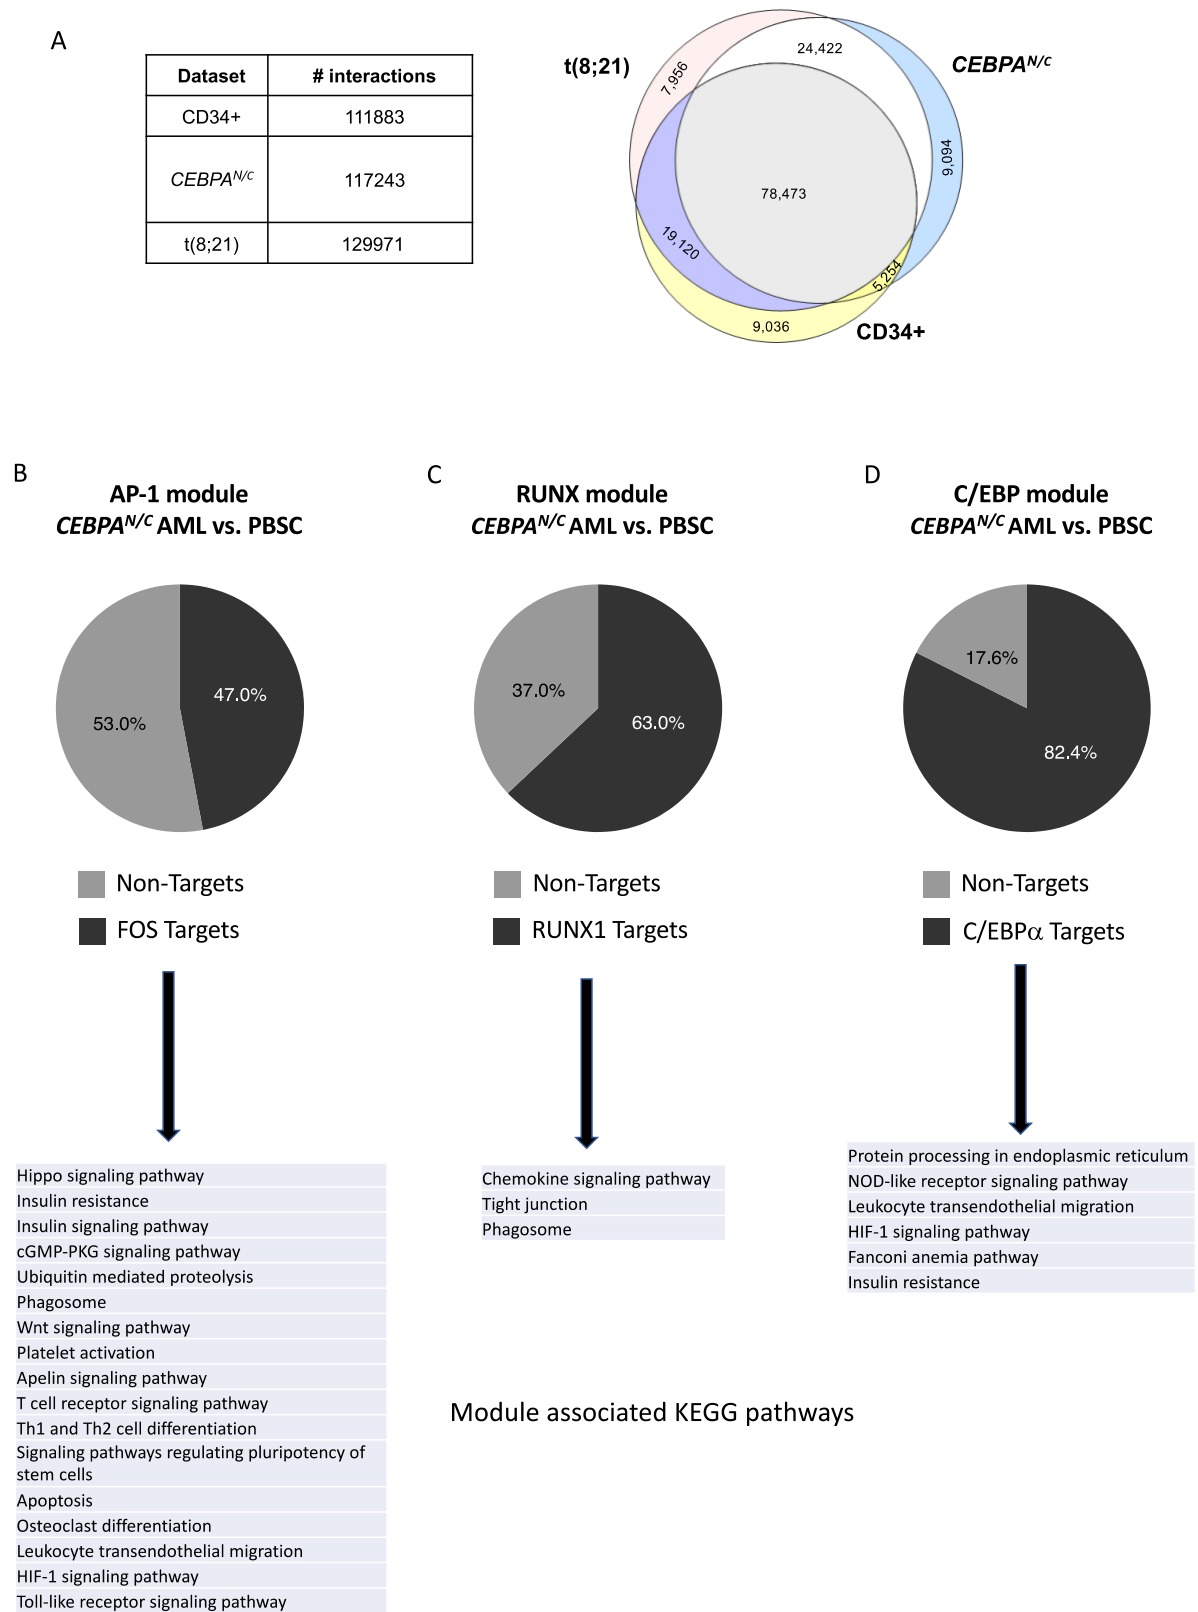 A
Dataset # interactions
CD34+ 111883
CEBPA^N/C 117243
t(8;21) 129971
t(8;21)
CEBPA^N/C
CD34+
24,422
7,956
9,094
78,473
19,120
5,254
9,036
B
AP-1 module
CEBPA^N/C AML vs. PBSC
53.0%
47.0%
Non-Targets
FOS Targets
Hippo signaling pathway
Insulin resistance
Insulin signaling pathway
cGMP-PKG signaling pathway
Ubiquitin mediated proteolysis
Phagosome
Wnt signaling pathway
Platelet activation
Apelin signaling pathway
T cell receptor signaling pathway
Th1 and Th2 cell differentiation
Signaling pathways regulating pluripotency of
stem cells
Apoptosis
Osteoclast differentiation
Leukocyte transendothelial migration
HIF-1 signaling pathway
Toll-like receptor signaling pathway
C
RUNX module
CEBPA^N/C AML vs. PBSC
37.0%
63.0%
Non-Targets
RUNX1 Targets
Chemokine signaling pathway
Tight junction
Phagosome
D
C/EBP module
CEBPA^N/C AML vs. PBSC
17.6%
82.4%
Non-Targets
C/EBPα Targets
Protein processing in endoplasmic reticulum
NOD-like receptor signaling pathway
Leukocyte transendothelial migration
HIF-1 signaling pathway
Fanconi anemia pathway
Insulin resistance
Module associated KEGG pathways